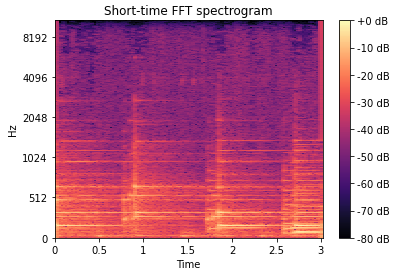 Short-time FFT spectrogram
+0 dB
8192
-10 dB
-20 dB
4096
-30 dB
Hz
2048
-40 dB
1024
-50 dB
-60 dB
512
-70 dB
0
-80 dB
0 0.5 1 1.5 2 2.5 3
Time